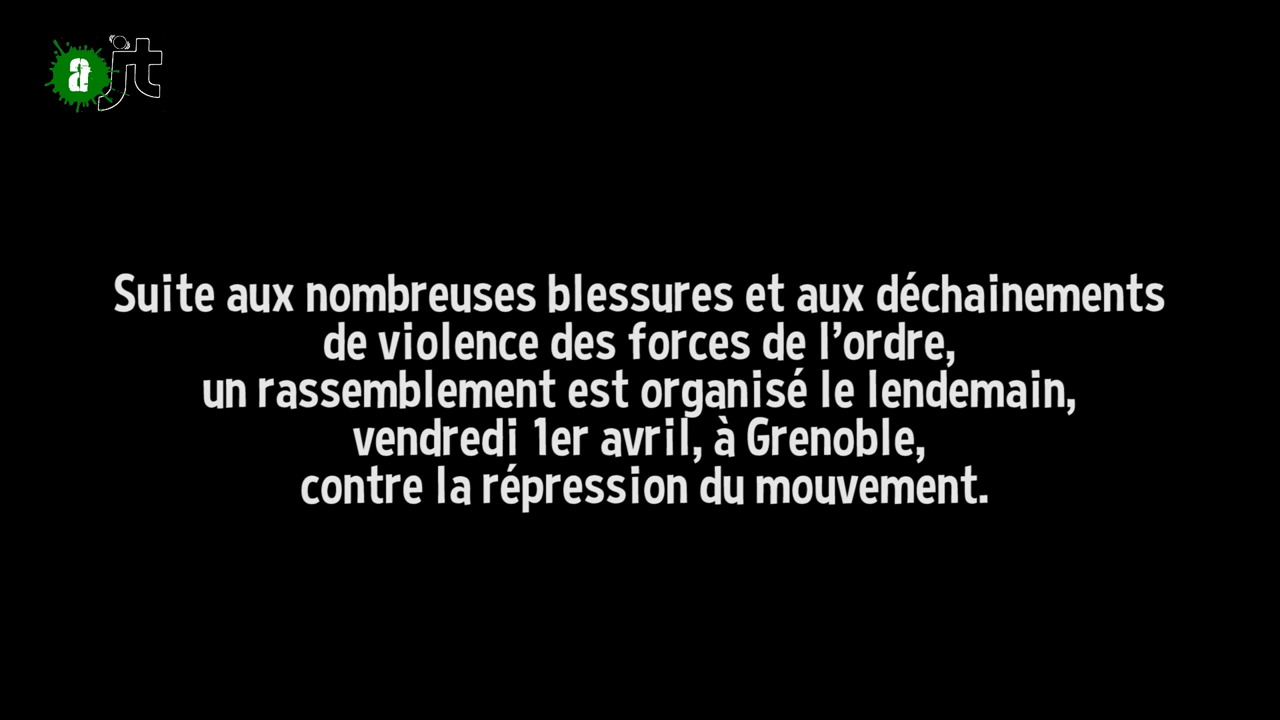 ajt
Suite aux nombreuses blessures et aux déchainements
de violence des forces de l'ordre,
un rassemblement est organisé le lendemain,
vendredi 1er avril, à Grenoble,
contre la répression du mouvement.